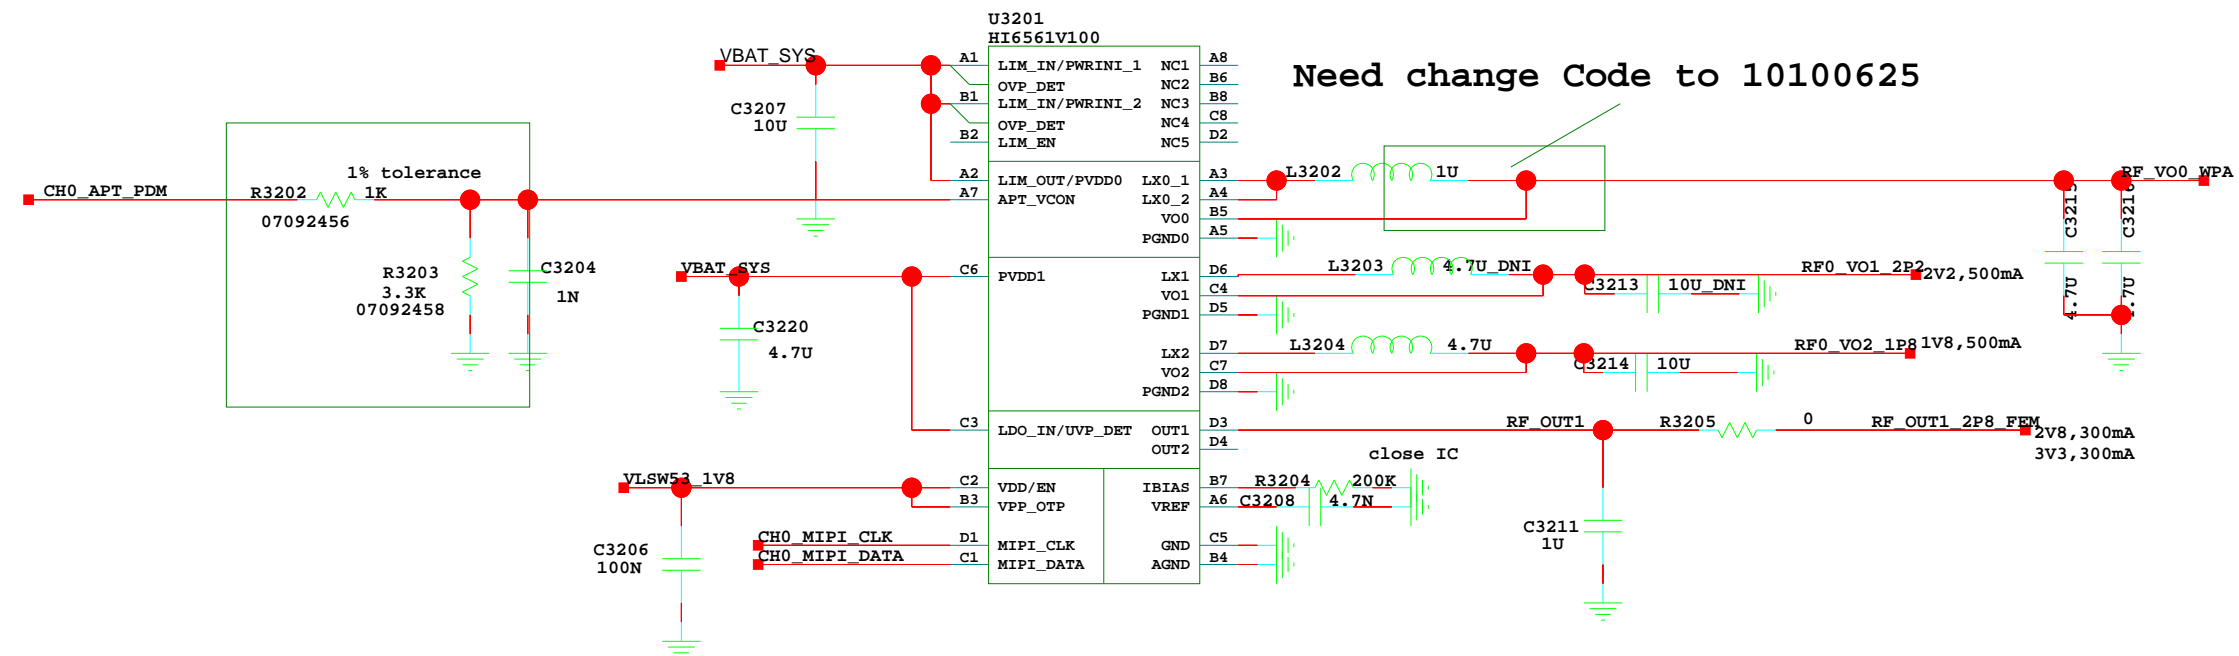 U3201
HI6561V100
VBAT_SYS
C3207
10U
Need change Code to 10100625
A1 LIM_IN/PWRINI_1 NC1 A8
OVP_DET NC2 B6
B1 LIM_IN/PWRINI_2 NC3 B8
OVP_DET NC4 C8
B2 LIM_EN NC5 D2
A2 LIM_OUT/PVDD0 LX0_1 A3
A7 APT_VCON LX0_2 A4
VO0 B5
PGND0 A5
C6 PVDD1 LX1 D6
VO1 C4
PGND1 D5
LX2 D7
VO2 C7
PGND2 D8
C3 LDO_IN/UVP_DET OUT1 D3
OUT2 D4
C2 VDD/EN IBIAS B7
B3 VPP_OTP VREF A6
D1 MIPI_CLK GND C5
C1 MIPI_DATA AGND B4
1% tolerance
CH0_APT_PDM
R3202 1K
07092456
R3203
3.3K
07092458
C3204
1N
VBAT_SYS
C3220
4.7U
VLSW53_1V8
C3206
100N
CH0_MIPI_CLK
CH0_MIPI_DATA
L3202 1U
RF_VO0_WPA
C3215
4.7U
C3216
L3203 4.7U_DNI
RF0_VO1_2P2
2V2,500mA
C3213 10U_DNI
L3204 4.7U
RF0_VO2_1P8
1V8,500mA
C3214 10U
RF_OUT1
R3205 0
RF_OUT1_2P8_FEM
2V8,300mA
3V3,300mA
close IC
R3204 200K
C3208 4.7N
C3211
1U